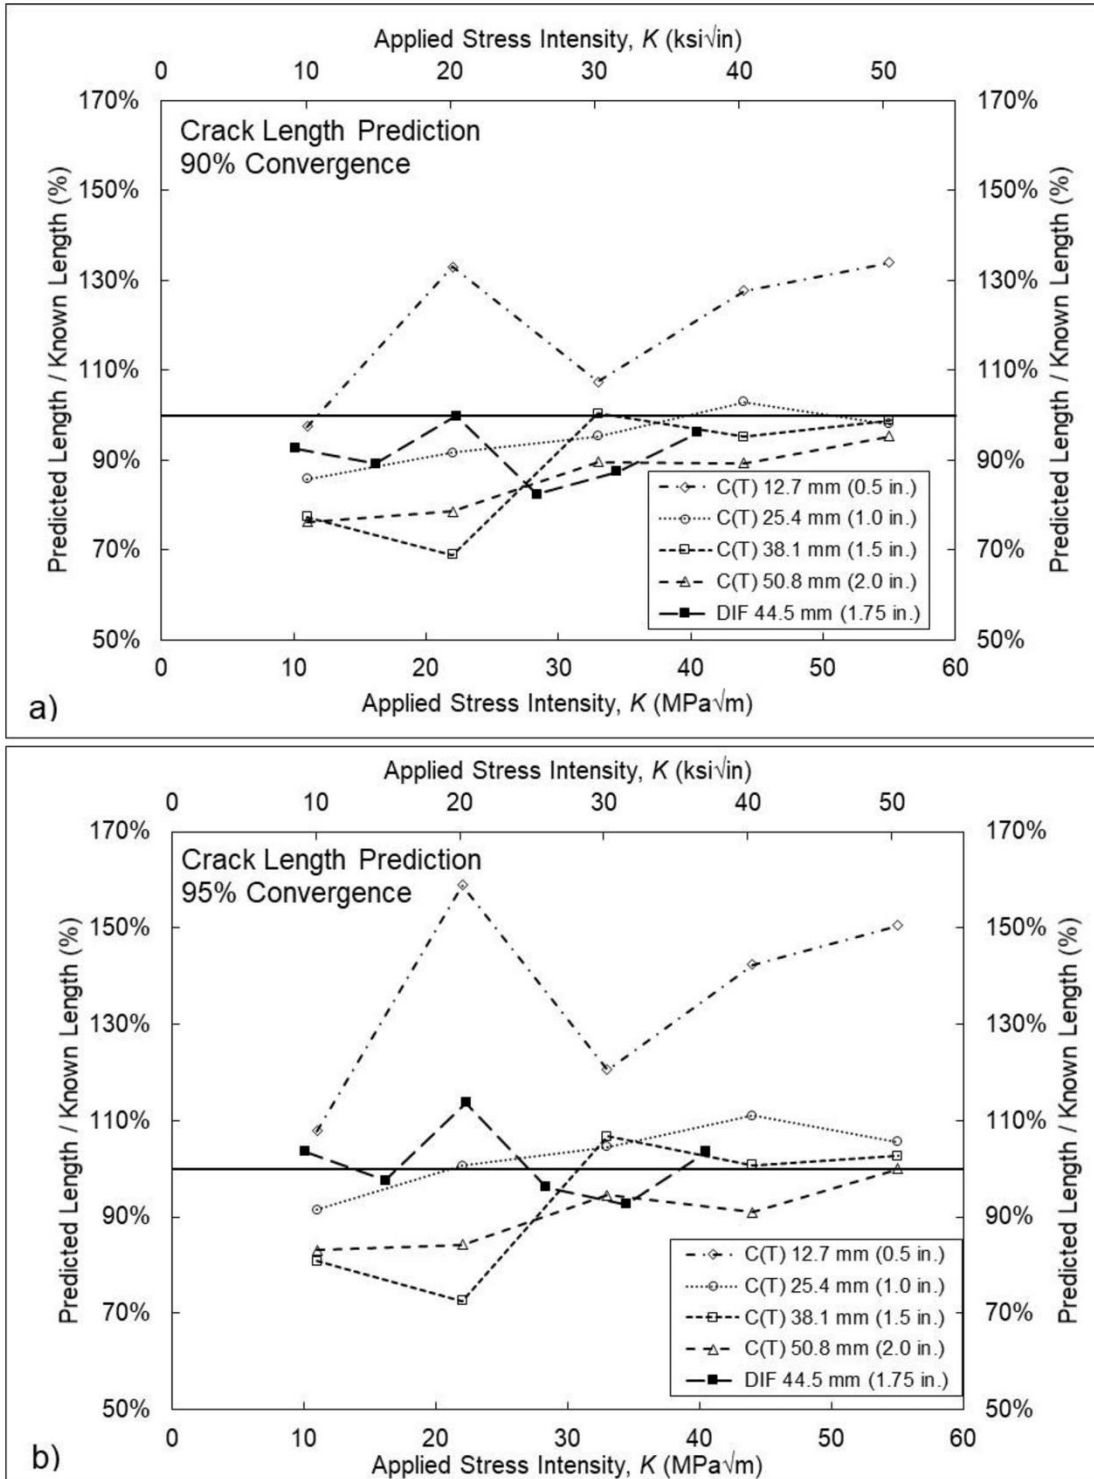 Applied Stress Intensity, K (ksi√in)
0 10 20 30 40 50
170% 170%
Crack Length Prediction
90% Convergence
150% 150%
130% 130%
110% 110%
90% 90%
70% 70%
50% 50%
Predicted Length / Known Length (%)
Predicted Length / Known Length (%)
C(T) 12.7 mm (0.5 in.)
C(T) 25.4 mm (1.0 in.)
C(T) 38.1 mm (1.5 in.)
C(T) 50.8 mm (2.0 in.)
DIF 44.5 mm (1.75 in.)
0 10 20 30 40 50 60
Applied Stress Intensity, K (MPa√m)
a)
Applied Stress Intensity, K (ksi√in)
0 10 20 30 40 50
170% 170%
Crack Length Prediction
95% Convergence
150% 150%
130% 130%
110% 110%
90% 90%
70% 70%
50% 50%
Predicted Length / Known Length (%)
Predicted Length / Known Length (%)
C(T) 12.7 mm (0.5 in.)
C(T) 25.4 mm (1.0 in.)
C(T) 38.1 mm (1.5 in.)
C(T) 50.8 mm (2.0 in.)
DIF 44.5 mm (1.75 in.)
0 10 20 30 40 50 60
Applied Stress Intensity, K (MPa√m)
b)